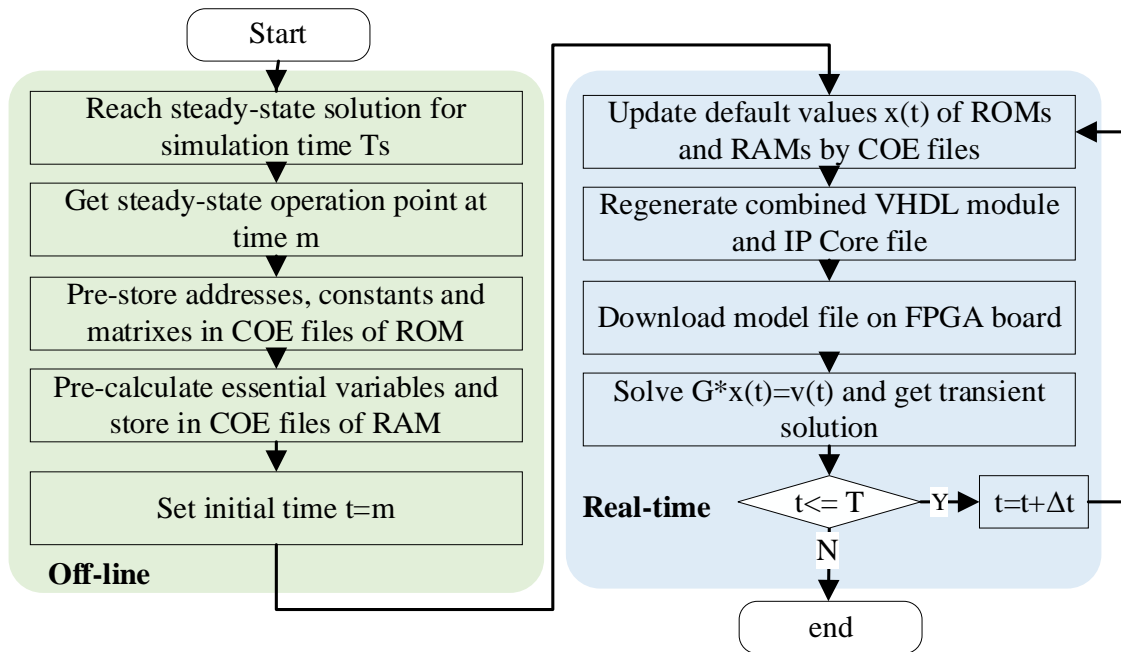 Start
Reach steady-state solution for
simulation time Ts
Get steady-state operation point at
time m
Pre-store addresses, constants and
matrixes in COE files of ROM
Pre-calculate essential variables and
store in COE files of RAM
Set initial time t=m
Off-line
Update default values x(t) of ROMs
and RAMs by COE files
Regenerate combined VHDL module
and IP Core file
Download model file on FPGA board
Solve G*x(t)=v(t) and get transient
solution
t<= T
Y
t=t+Δt
Real-time
N
end